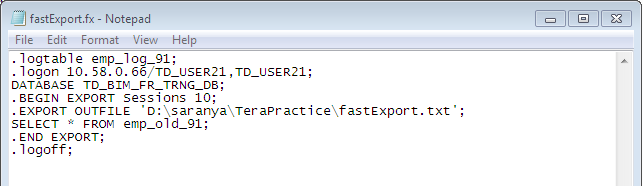 fastExport.fx - Notepad
File Edit Format View Help
.logtable emp_log_91;
.logon 10.58.0.66/TD_USER21,TD_USER21;
DATABASE TD_BIM_FR_TRNG_DB;
.BEGIN EXPORT Sessions 10;
.EXPORT OUTFILE 'D:\saranya\TeraPractice\fastExport.txt';
SELECT * FROM emp_old_91;
.END EXPORT;
.logoff;